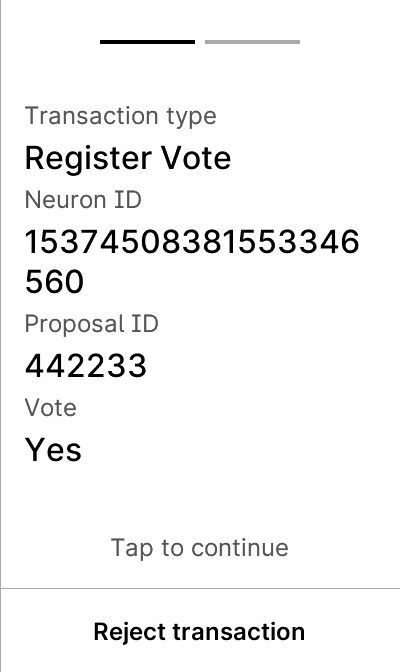 Transaction type
Register Vote
Neuron ID
15374508381553346
560
Proposal ID
442233
Vote
Yes
Tap to continue
Reject transaction